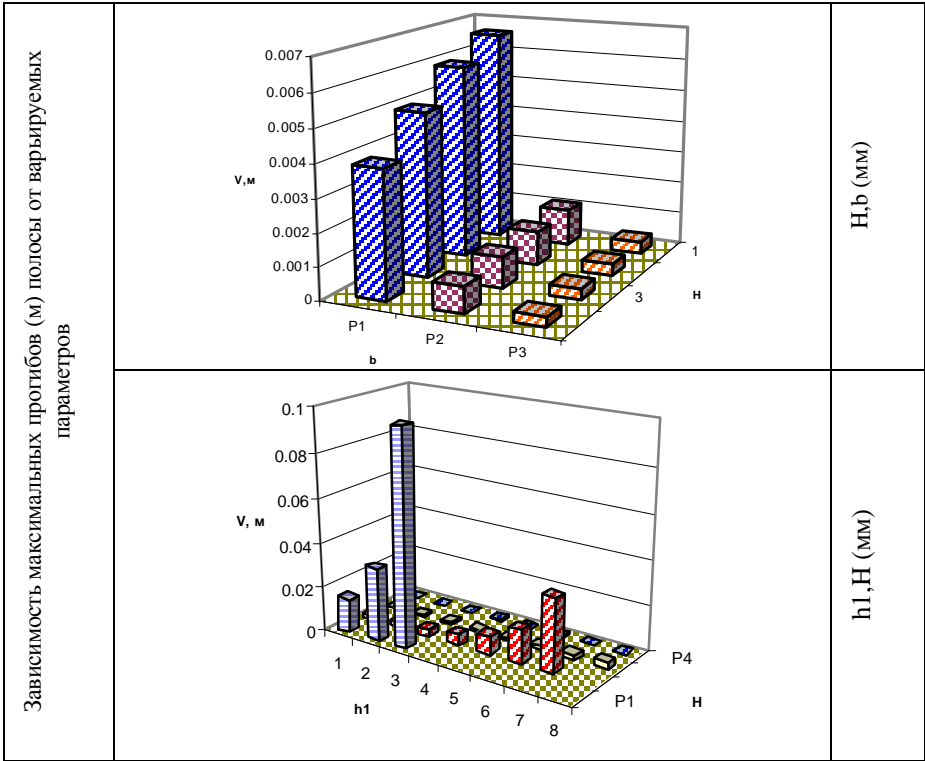 Зависимость максимальных прогибов (м) полосы от варьируемых
параметров
0.007
0.006
0.005
0.004
0.003
0.002
0.001
0
V,м
P1
P2
P3
b
1
3
H
H,b (мм)
0.1
0.08
0.06
0.04
0.02
0
V, м
1
2
3
4
5
6
7
8
h1
P1
P4
H
h1,H (мм)